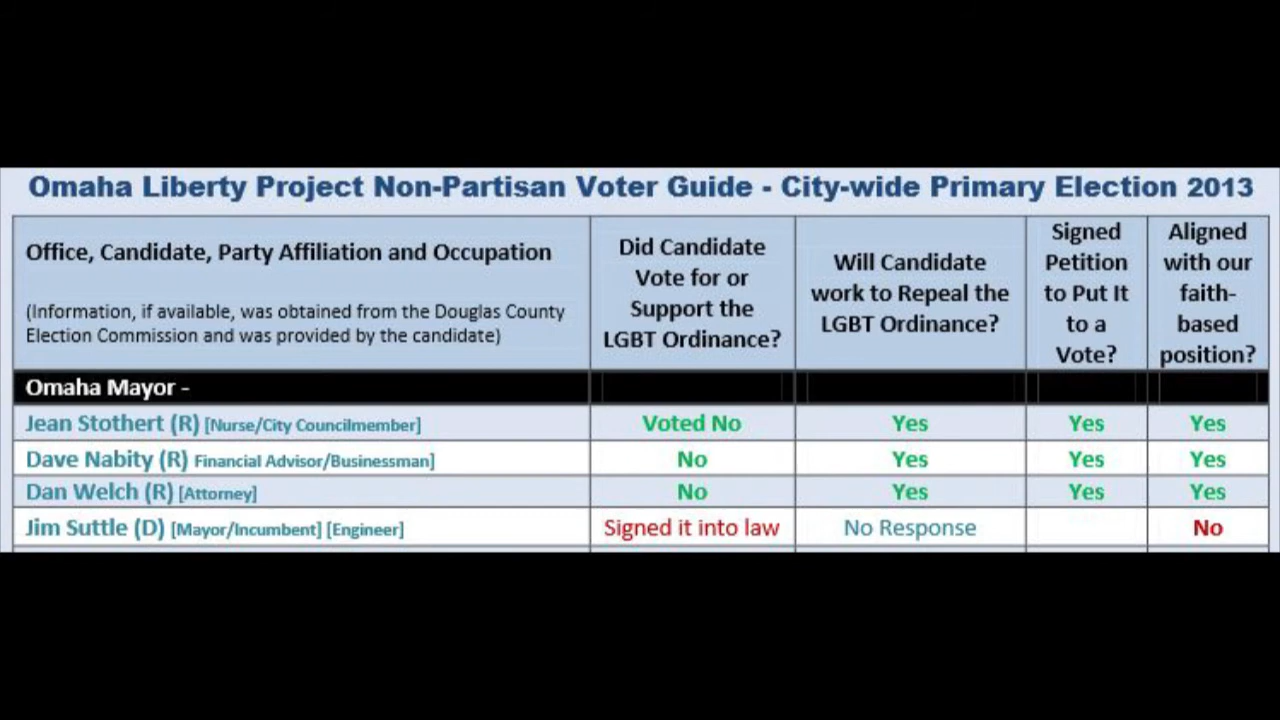 Omaha Liberty Project Non-Partisan Voter Guide - City-wide Primary Election 2013
Office, Candidate, Party Affiliation and Occupation
(Information, if available, was obtained from the Douglas County
Election Commission and was provided by the candidate)
Did Candidate
Vote for or
Support the
LGBT Ordinance?
Will Candidate
work to Repeal the
LGBT Ordinance?
Signed
Petition
to Put It
to a
Vote?
Aligned
with our
faith-
based
position?
Omaha Mayor -
Jean Stothert (R) [Nurse/City Councilmember] Voted No Yes Yes Yes
Dave Nabity (R) Financial Advisor/Businessman] No Yes Yes Yes
Dan Welch (R) [Attorney] No Yes Yes Yes
Jim Suttle (D) [Mayor/Incumbent] [Engineer] Signed it into law No Response No